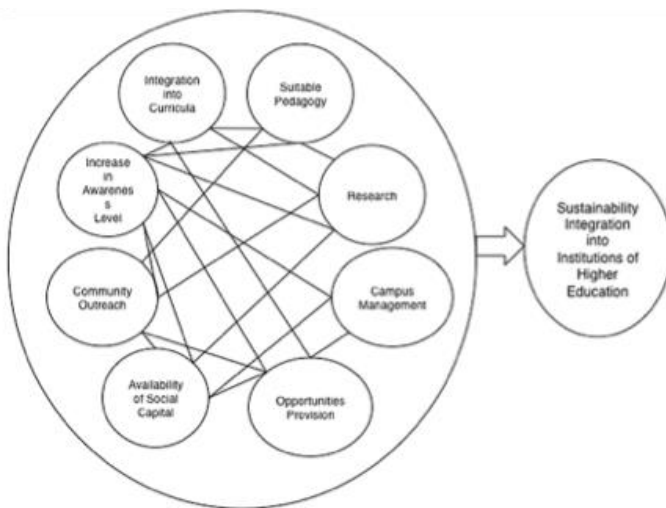 Integration
into
Curricula
Suitable
Pedagogy
Increase
in
Awarenes
s
Level
Research
Community
Outreach
Campus
Management
Availability
of Social
Capital
Opportunities
Provision
Sustainability
Integration
into
Institutions of
Higher
Education